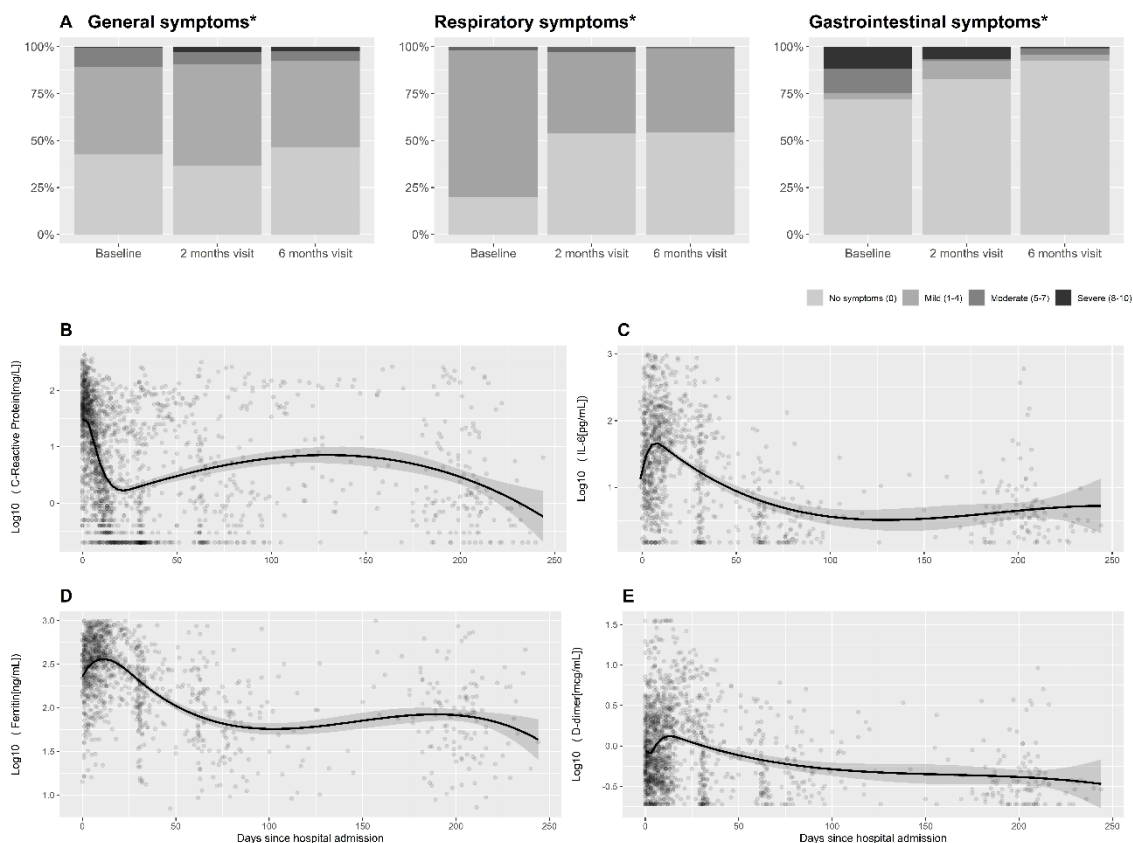 A General symptoms* Respiratory symptoms* Gastrointestinal symptoms*
100% 100% 100%
75% 75% 75%
50% 50% 50%
25% 25% 25%
0% 0% 0%
Baseline 2 months visit 6 months visit Baseline 2 months visit 6 months visit Baseline 2 months visit 6 months visit
No symptoms (0) Mild (1-4) Moderate (5-7) Severe (8-10)
B
Log10 ( C-Reactive Protein[mg/L])
2
1
0
0 50 100 150 200 250
C
Log10 ( IL-6[pg/mL])
3
2
1
0 50 100 150 200 250
D
Log10 ( Ferritin[ng/mL])
3.0
2.5
2.0
1.5
1.0
0 50 100 150 200 250
Days since hospital admission
E
Log10 ( D-dimer[mcg/mL])
1.5
1.0
0.5
0.0
-0.5
0 50 100 150 200 250
Days since hospital admission